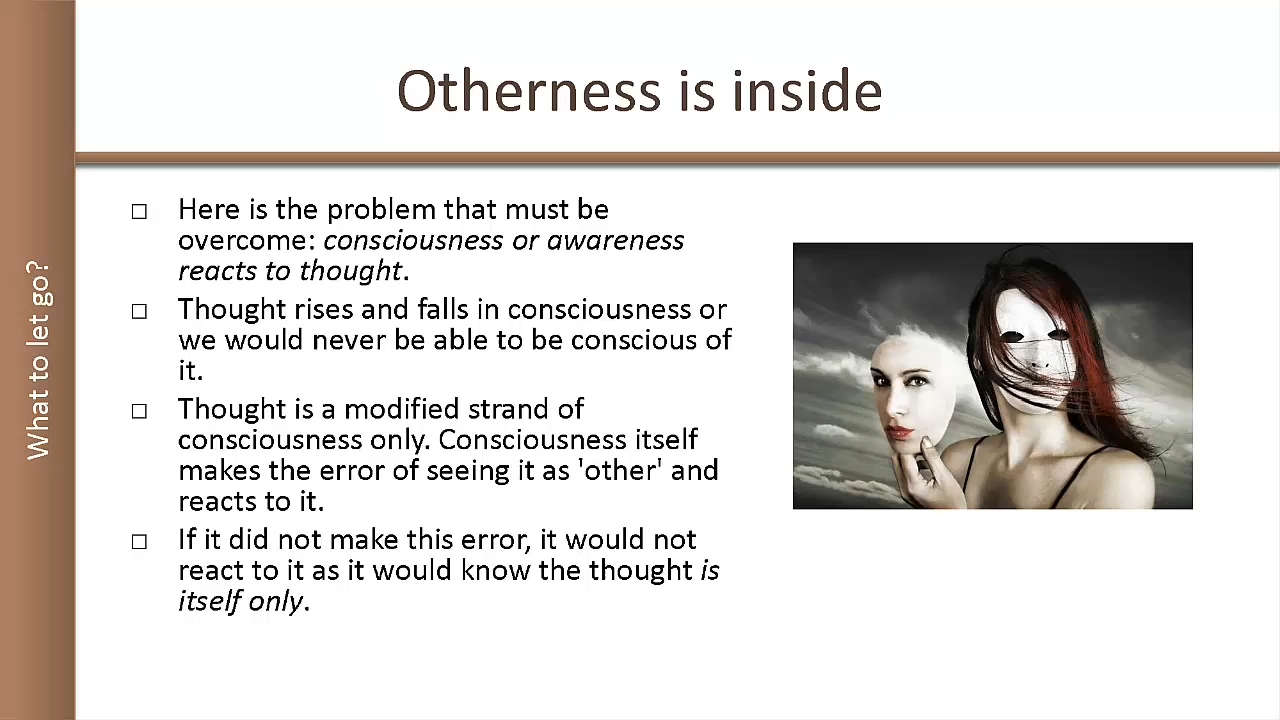 Otherness is inside
What to let go?
□ Here is the problem that must be
overcome: consciousness or awareness
reacts to thought.
□ Thought rises and falls in consciousness or
we would never be able to be conscious of
it.
□ Thought is a modified strand of
consciousness only. Consciousness itself
makes the error of seeing it as 'other' and
reacts to it.
□ If it did not make this error, it would not
react to it as it would know the thought is
itself only.